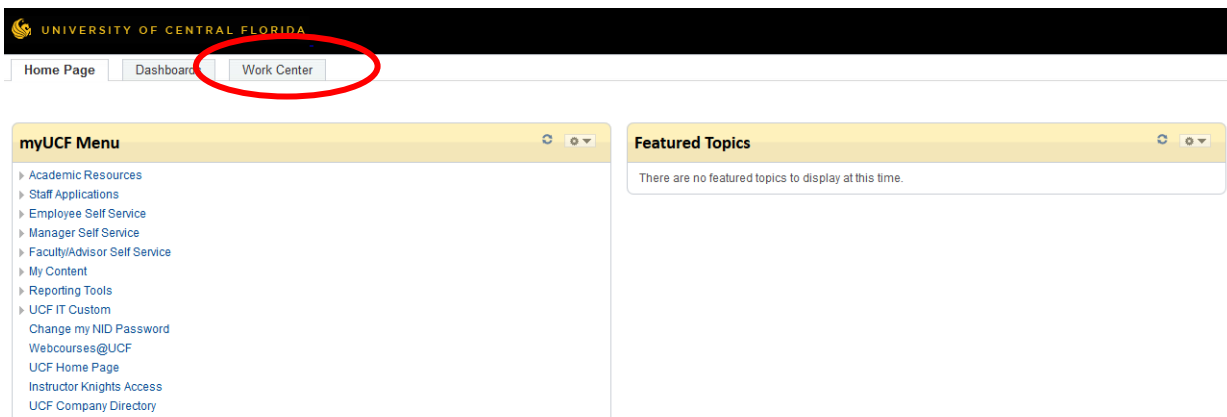 UNIVERSITY OF CENTRAL FLORIDA
Home Page Dashboards Work Center
myUCF Menu
Academic Resources
Staff Applications
Employee Self Service
Manager Self Service
Faculty/Advisor Self Service
My Content
Reporting Tools
UCF IT Custom
Change my NID Password
Webcourses@UCF
UCF Home Page
Instructor Knights Access
UCF Company Directory
Featured Topics
There are no featured topics to display at this time.